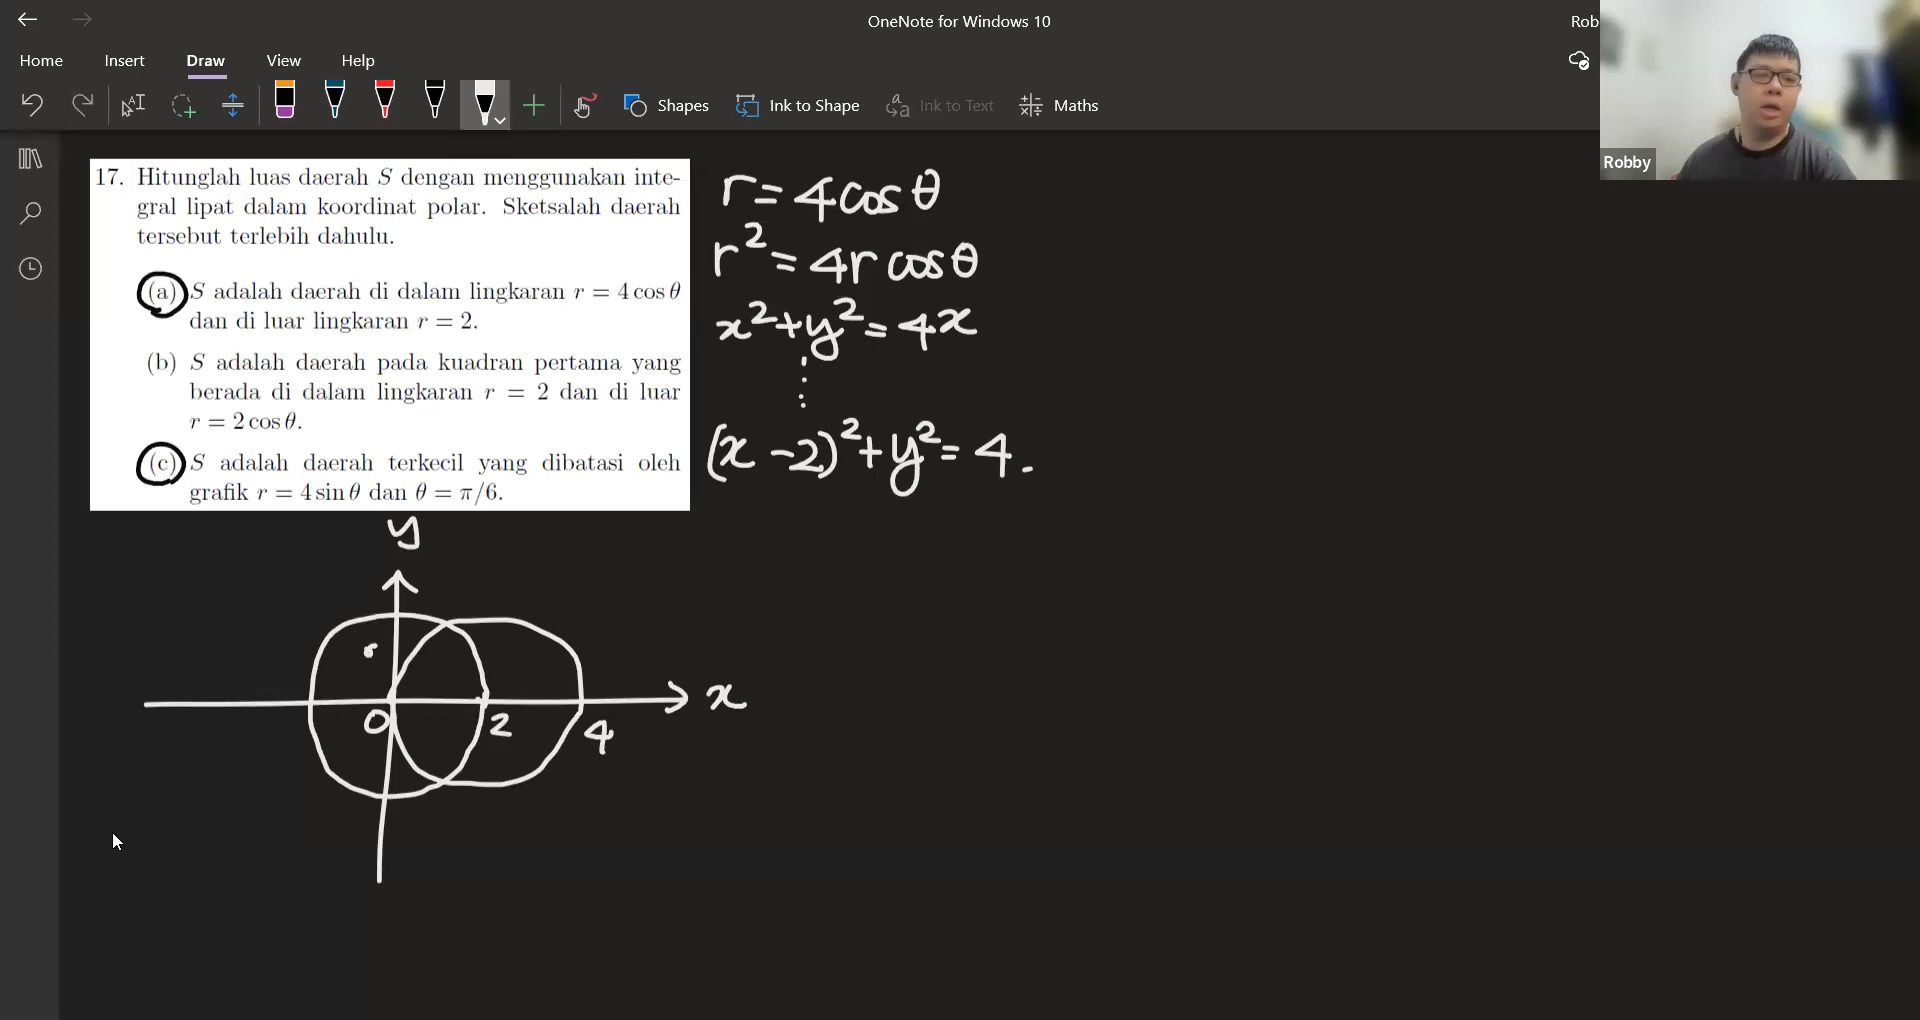 OneNote for Windows 10
Rob
Home Insert Draw View Help
Shapes Ink to Shape Ink to Text Maths
Robby
17. Hitunglah luas daerah S dengan menggunakan inte-
gral lipat dalam koordinat polar. Sketsalah daerah
tersebut terlebih dahulu.
(a) S adalah daerah di dalam lingkaran r = 4 cos θ
dan di luar lingkaran r = 2.
(b) S adalah daerah pada kuadran pertama yang
berada di dalam lingkaran r = 2 dan di luar
r = 2 cos θ.
(c) S adalah daerah terkecil yang dibatasi oleh
grafik r = 4 sin θ dan θ = π/6.
r = 4 cos θ
r² = 4r cos θ
x² + y² = 4x
⋮
(x - 2)² + y² = 4.
y
x
0 2 4